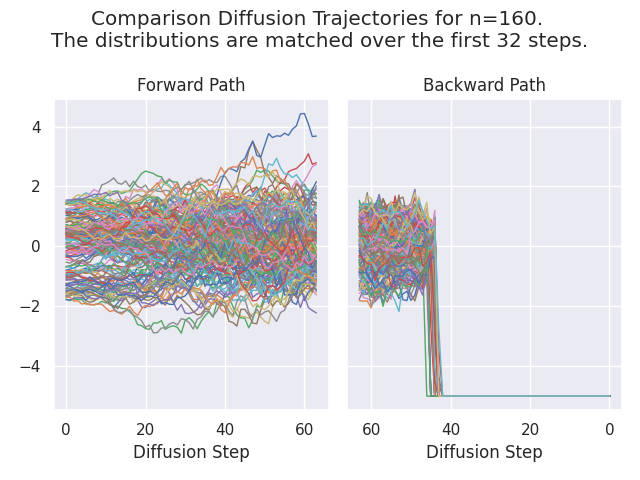 Comparison Diffusion Trajectories for n=160.
The distributions are matched over the first 32 steps.
Forward Path
Backward Path
4
2
0
−2
−4
0 20 40 60
60 40 20 0
Diffusion Step
Diffusion Step